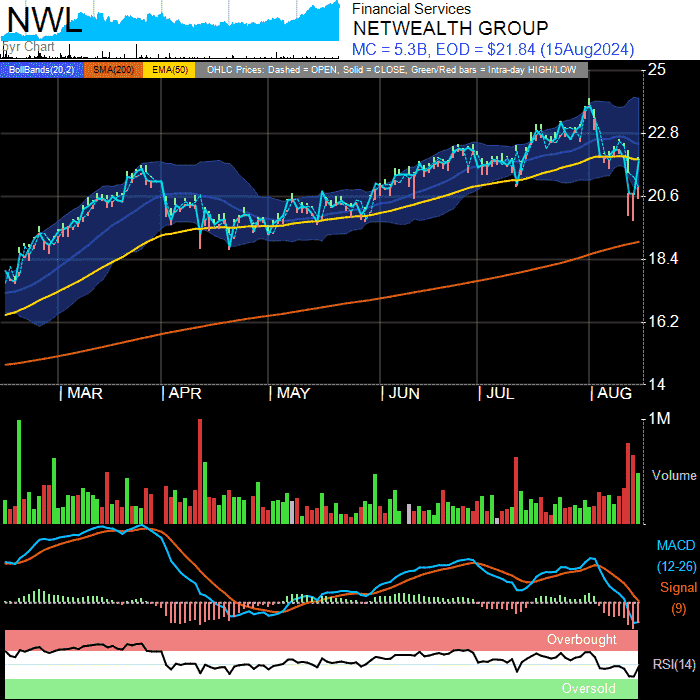 NWL
5yr Chart
Financial Services
NETWEALTH GROUP
MC = 5.3B, EOD = $21.84 (15Aug2024)
BollBands(20,2) SMA(200) EMA(50) OHLC Prices: Dashed = OPEN, Solid = CLOSE, Green/Red bars = Intra-day HIGH/LOW
25
22.8
20.6
18.4
16.2
14
MAR APR MAY JUN JUL AUG
1M
Volume
MACD
(12-26)
Signal
(9)
Overbought
RSI(14)
Oversold